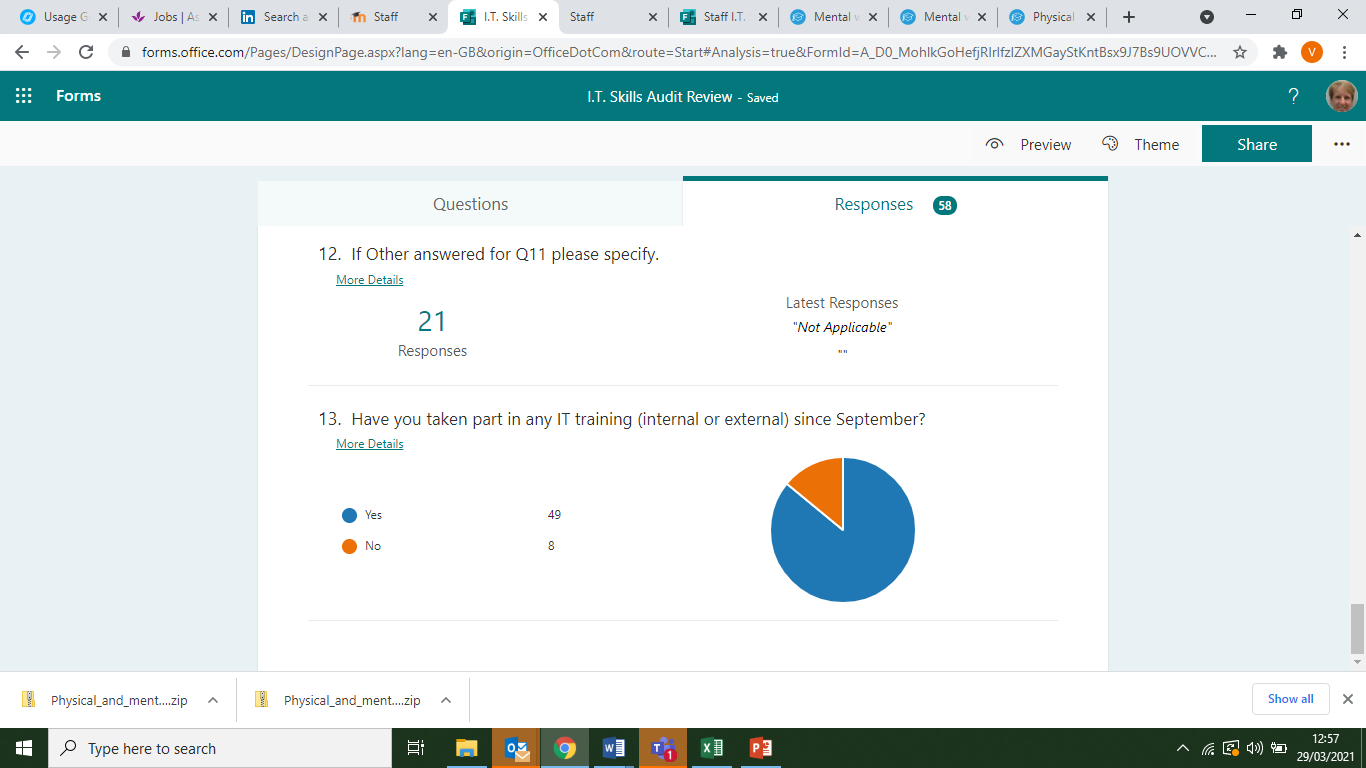 Usage G
Jobs | As
Search a
Staff
I.T. Skills
Staff
Staff I.T.
Mental w
Mental w
Physical
forms.office.com/Pages/DesignPage.aspx?lang=en-GB&origin=OfficeDotCom&route=Start#Analysis=true&FormId=A_D0_MohIkGoHefjRlrIfzIZXMGayStKntBsx9J7Bs9UOVVC...
V
Forms
I.T. Skills Audit Review - Saved
?
Preview
Theme
Share
Questions
Responses 58
12. If Other answered for Q11 please specify.
More Details
21
Responses
Latest Responses
"Not Applicable"
""
13. Have you taken part in any IT training (internal or external) since September?
More Details
Yes 49
No 8
Physical_and_ment....zip
Physical_and_ment....zip
Show all
Type here to search
1
12:57
29/03/2021